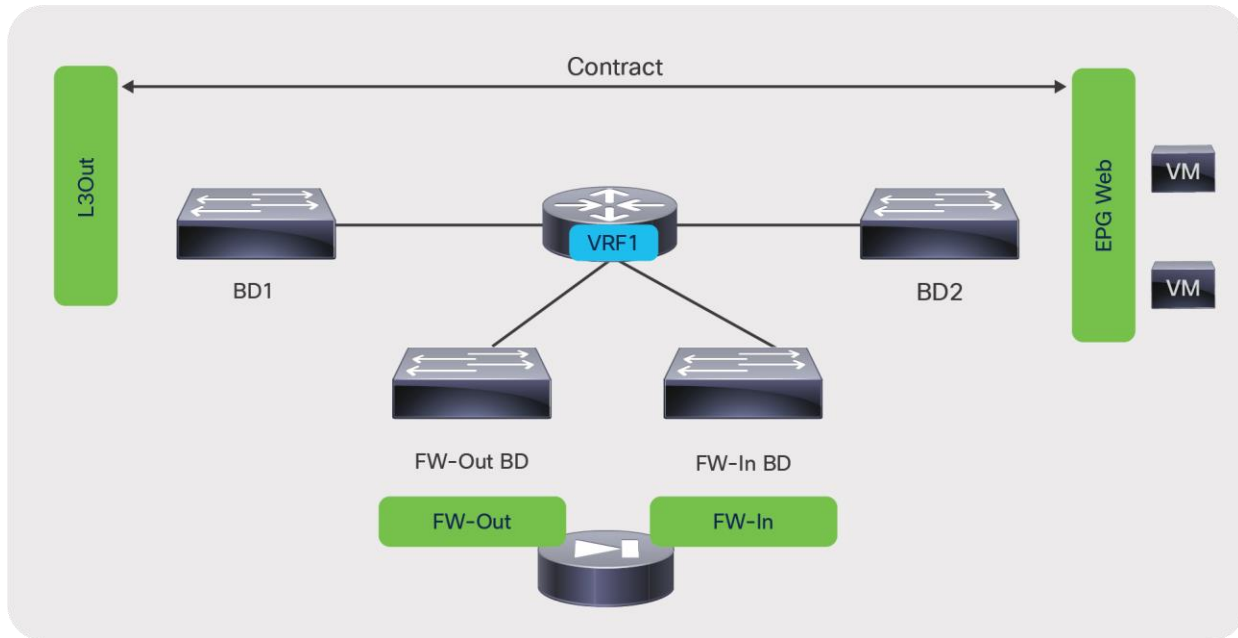 Contract
L3Out
EPG Web
VM
VM
VRF1
BD1
BD2
FW-Out BD
FW-In BD
FW-Out
FW-In